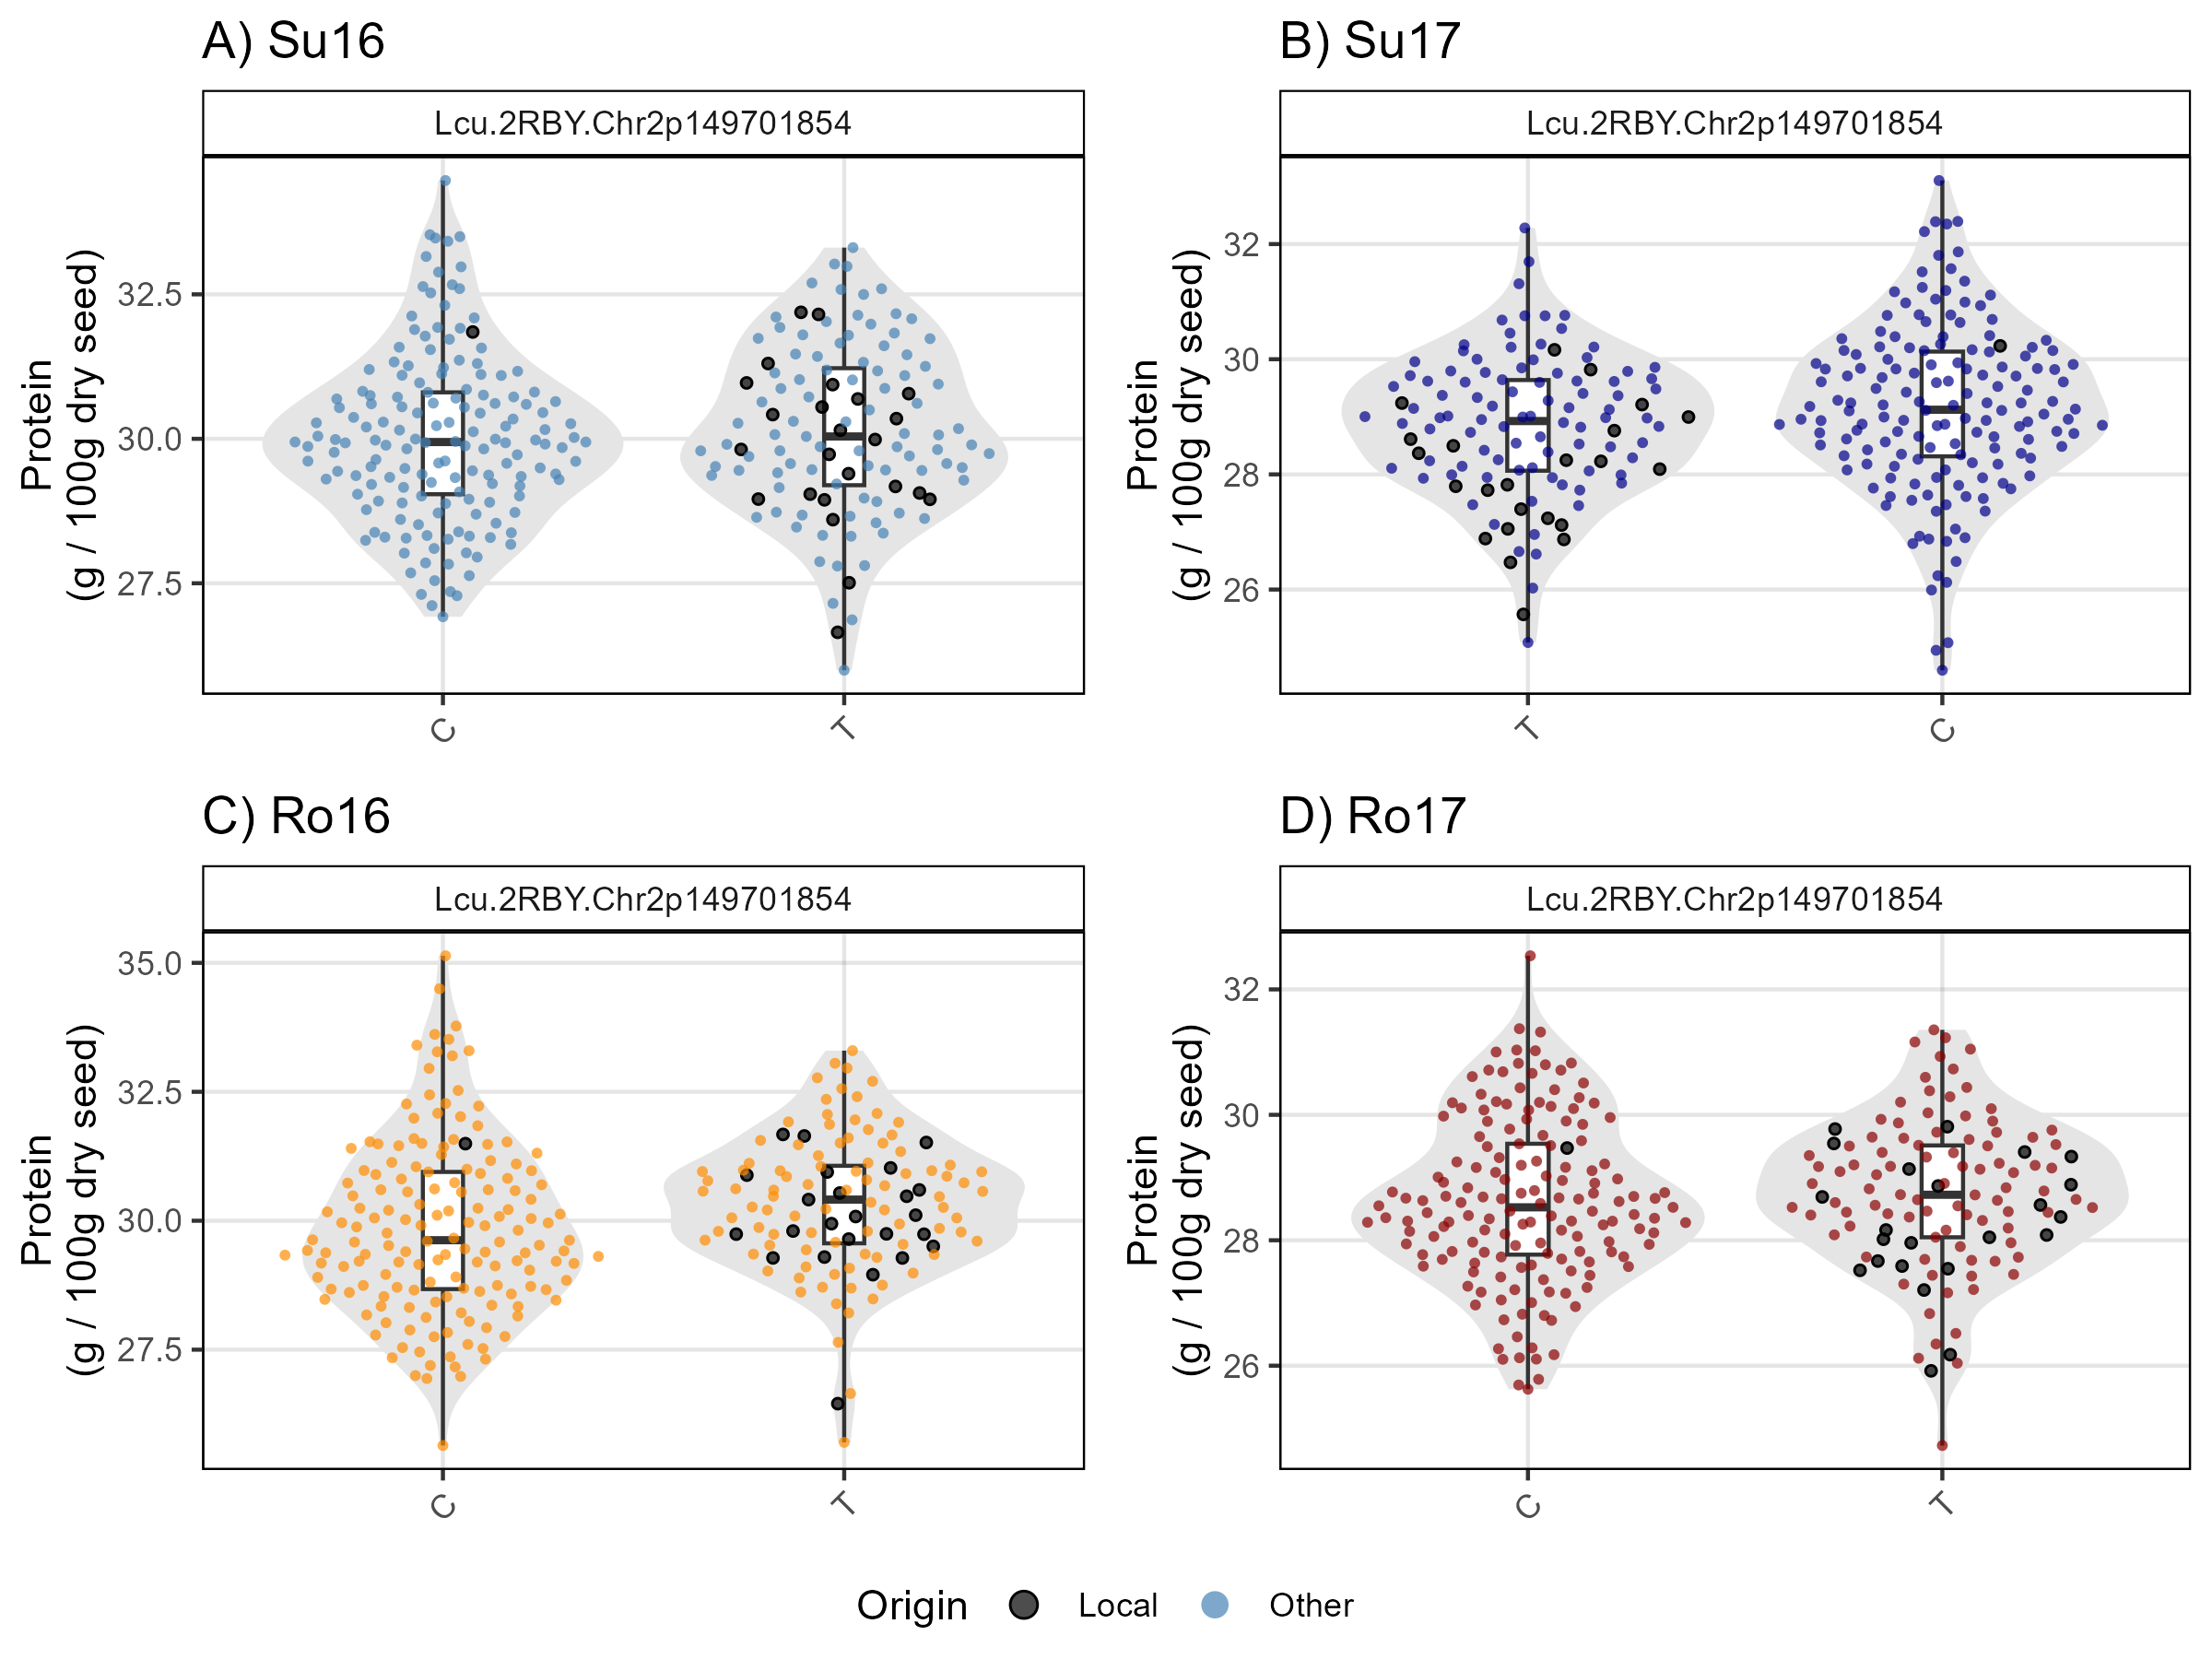 A) Su16
Lcu.2RBY.Chr2p149701854
Protein
(g / 100g dry seed)
32.5
30.0
27.5
C
T
B) Su17
Lcu.2RBY.Chr2p149701854
Protein
(g / 100g dry seed)
32
30
28
26
T
C
C) Ro16
Lcu.2RBY.Chr2p149701854
Protein
(g / 100g dry seed)
35.0
32.5
30.0
27.5
C
T
D) Ro17
Lcu.2RBY.Chr2p149701854
Protein
(g / 100g dry seed)
32
30
28
26
C
T
Origin Local Other